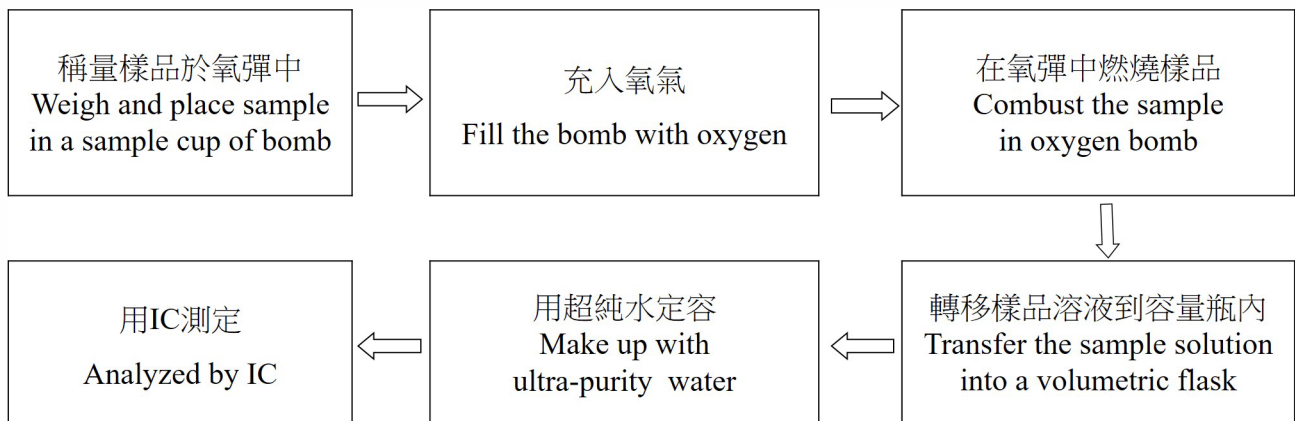 稱量樣品於氧彈中
Weigh and place sample
in a sample cup of bomb
充入氧氣
Fill the bomb with oxygen
在氧彈中燃燒樣品
Combust the sample
in oxygen bomb
轉移樣品溶液到容量瓶內
Transfer the sample solution
into a volumetric flask
用超純水定容
Make up with
ultra-purity water
用IC測定
Analyzed by IC